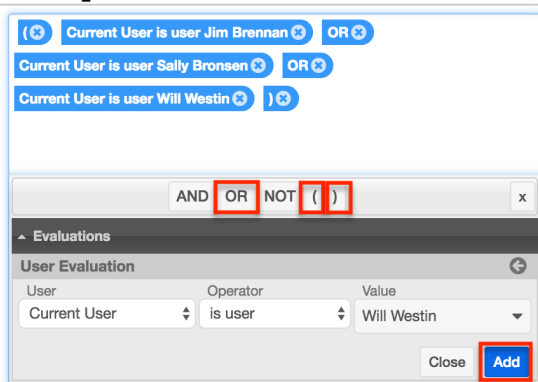 ( Current User is user Jim Brennan OR
Current User is user Sally Bronsen OR
Current User is user Will Westin )
AND OR NOT ( ) x
Evaluations
User Evaluation
User Operator Value
Current User is user Will Westin
Close Add